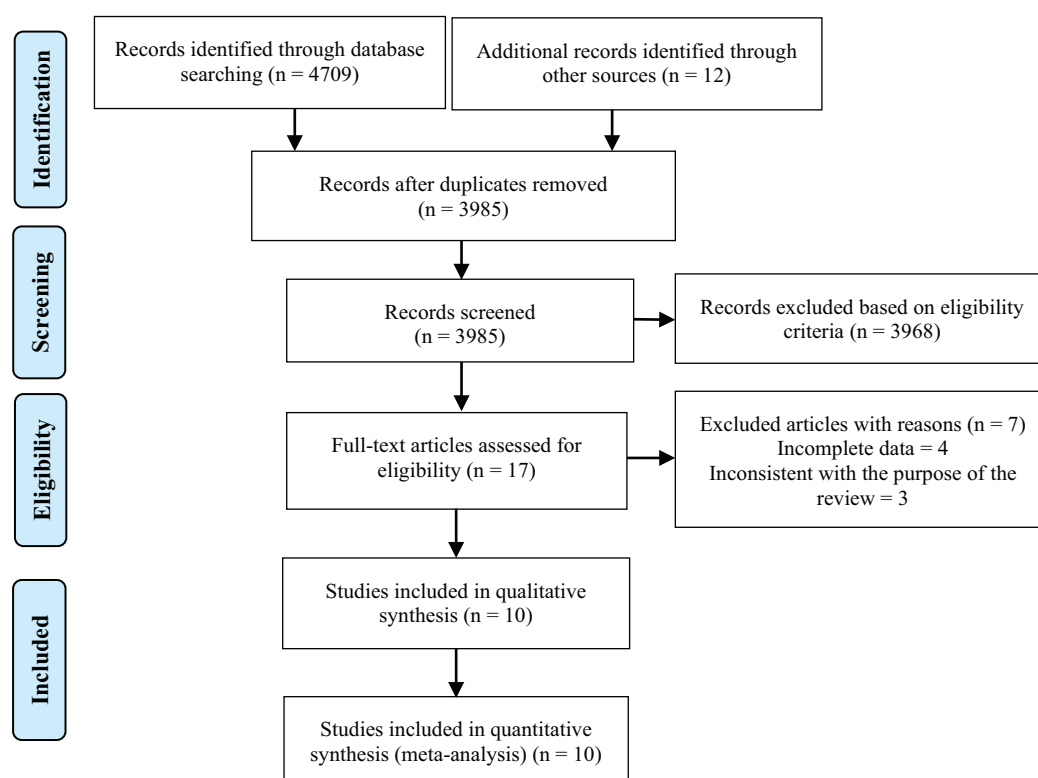 Identification
Records identified through database
searching (n = 4709)
Additional records identified through
other sources (n = 12)
Records after duplicates removed
(n = 3985)
Screening
Records screened
(n = 3985)
Records excluded based on eligibility
criteria (n = 3968)
Eligibility
Full-text articles assessed for
eligibility (n = 17)
Excluded articles with reasons (n = 7)
Incomplete data = 4
Inconsistent with the purpose of the
review = 3
Included
Studies included in qualitative
synthesis (n = 10)
Studies included in quantitative
synthesis (meta-analysis) (n = 10)